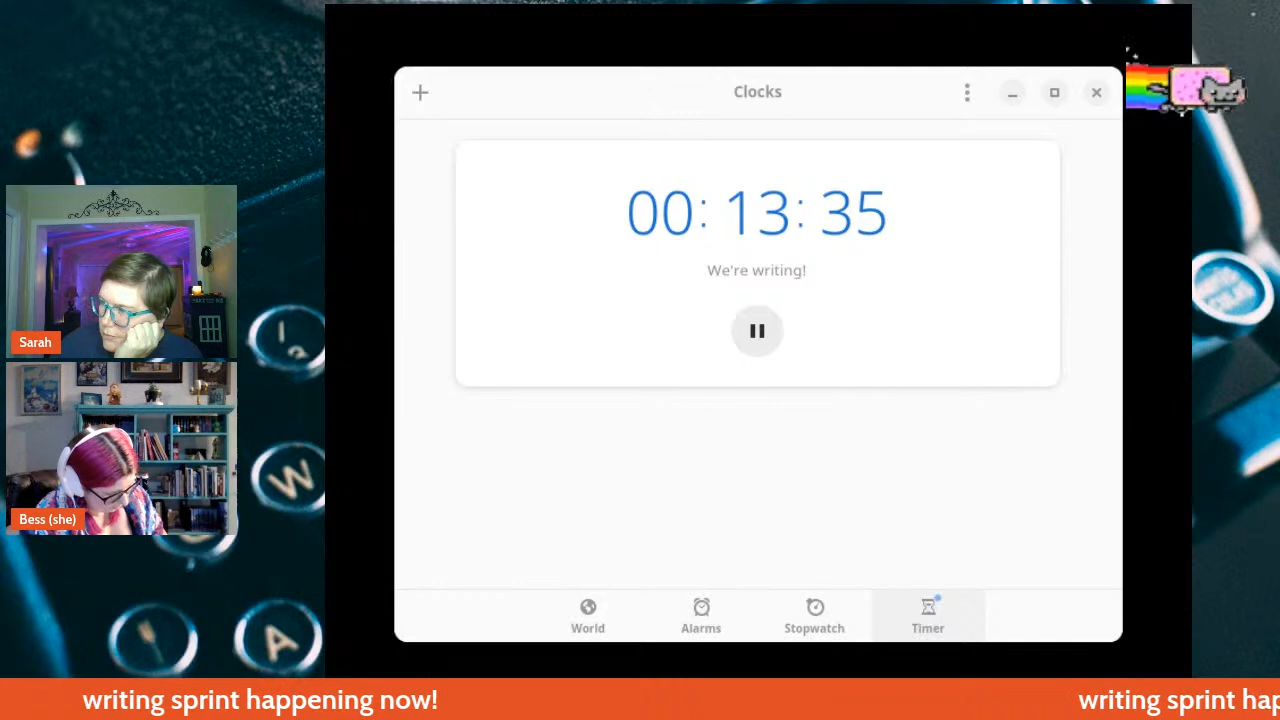 Clocks
00: 13: 35
We're writing!
Sarah
Bess (she)
W
A
World
Alarms
Stopwatch
Timer
writing sprint happening now!
writing sprint hap